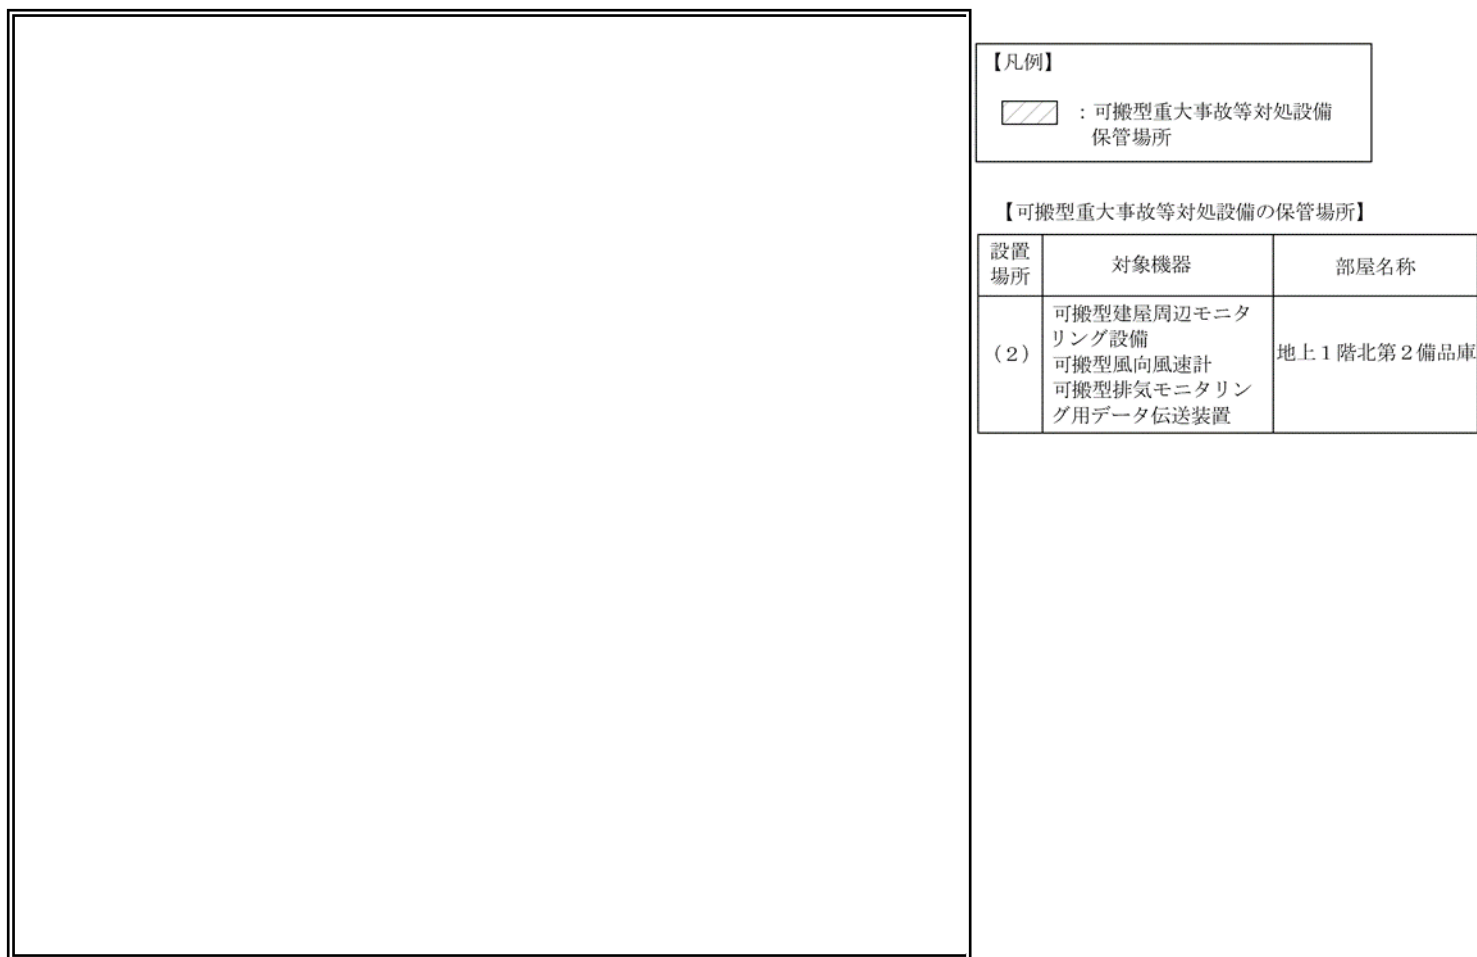 【凡例】
：可搬型重大事故等対処設備
保管場所
【可搬型重大事故等対処設備の保管場所】
設置
場所
対象機器
部屋名称
（２）
可搬型建屋周辺モニタ
リング設備
可搬型風向風速計
可搬型排気モニタリン
グ用データ伝送装置
地上１階北第２備品庫